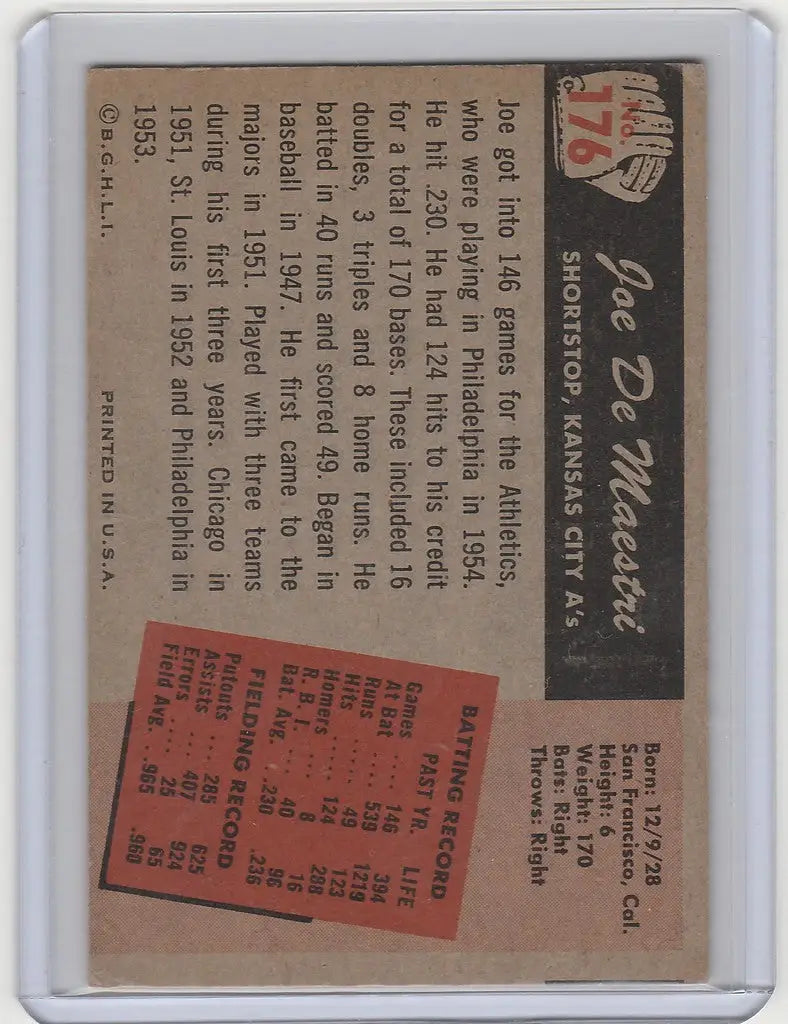 No.
176
Joe De Maestri
SHORTSTOP, KANSAS CITY A's
Born: 12/9/28
San Francisco, Cal.
Height: 6
Weight: 170
Bats: Right
Throws: Right
Joe got into 146 games for the Athletics,
who were playing in Philadelphia in 1954.
He hit .230. He had 124 hits to his credit
for a total of 170 bases. These included 16
doubles, 3 triples and 8 home runs. He
batted in 40 runs and scored 49. Began in
baseball in 1947. He first came to the
majors in 1951. Played with three teams
during his first three years. Chicago in
1951, St. Louis in 1952 and Philadelphia in
1953.
BATTING RECORD
PAST YR. LIFE
Games .... 146 394
At Bat .... 539 1219
Runs ..... 49 123
Hits ..... 124 288
Homers .... 8 16
R. B. I. .... 40 96
Bat. Avg. .230 .236
FIELDING RECORD
Putouts ... 285 625
Assists ... 407 924
Errors .... 25 65
Field Avg. .965 .960
©B.G.H.L.I.
PRINTED IN U.S.A.